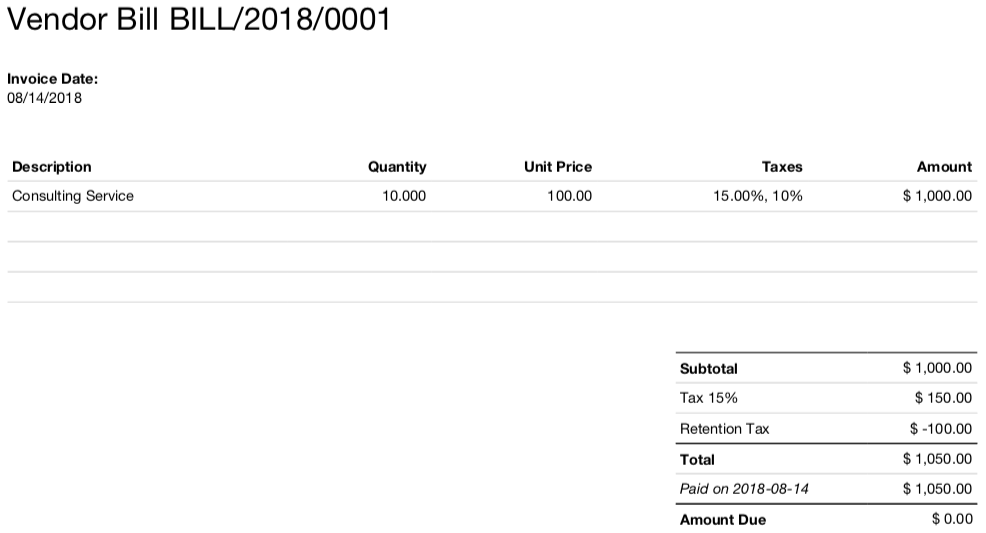 Vendor Bill BILL/2018/0001
Invoice Date:
08/14/2018
Description Quantity Unit Price Taxes Amount
Consulting Service 10.000 100.00 15.00%, 10% $ 1,000.00
Subtotal $ 1,000.00
Tax 15% $ 150.00
Retention Tax $ -100.00
Total $ 1,050.00
Paid on 2018-08-14 $ 1,050.00
Amount Due $ 0.00